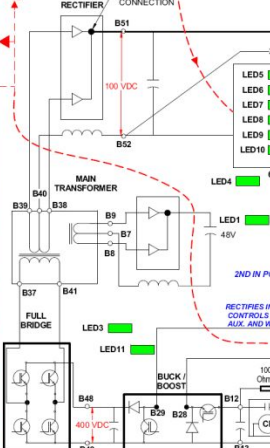 CONNECTION
RECTIFIER
B51
100 VDC
LED5
LED6
LED7
LED8
LED9
LED10
B52
MAIN
TRANSFORMER
LED4
B40
B39
B38
B9
B7
B8
LED1
48V
2ND IN P
B37
B41
RECTIFIES I
CONTROLS
AUX. AND W
FULL
BRIDGE
LED3
LED11
BUCK /
BOOST
100
Ohm
B48
B29
B28
B12
400 VDC